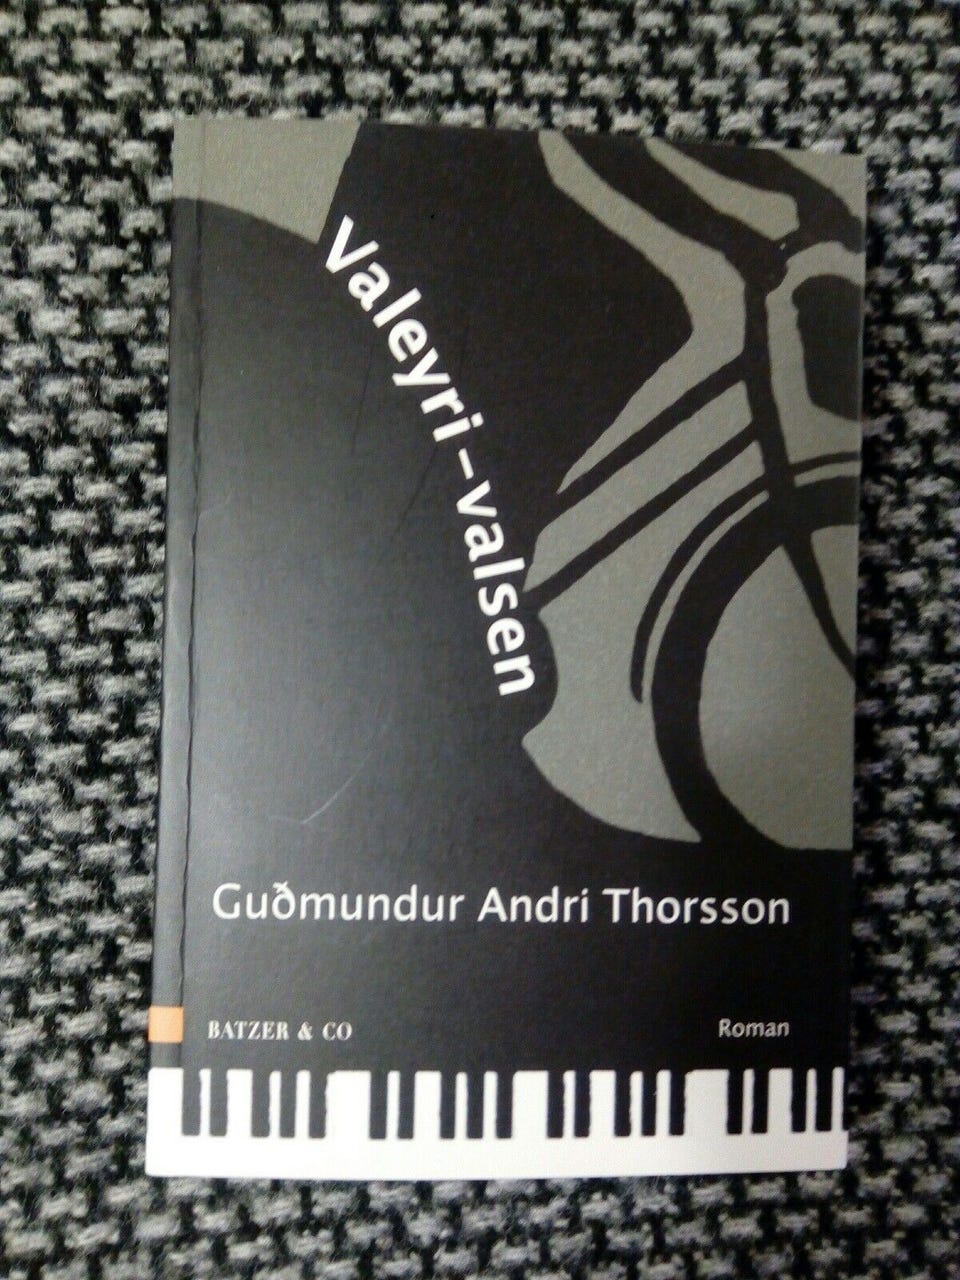 Valeyri-valsen
Guðmundur Andri Thorsson
BATZER & CO
Roman